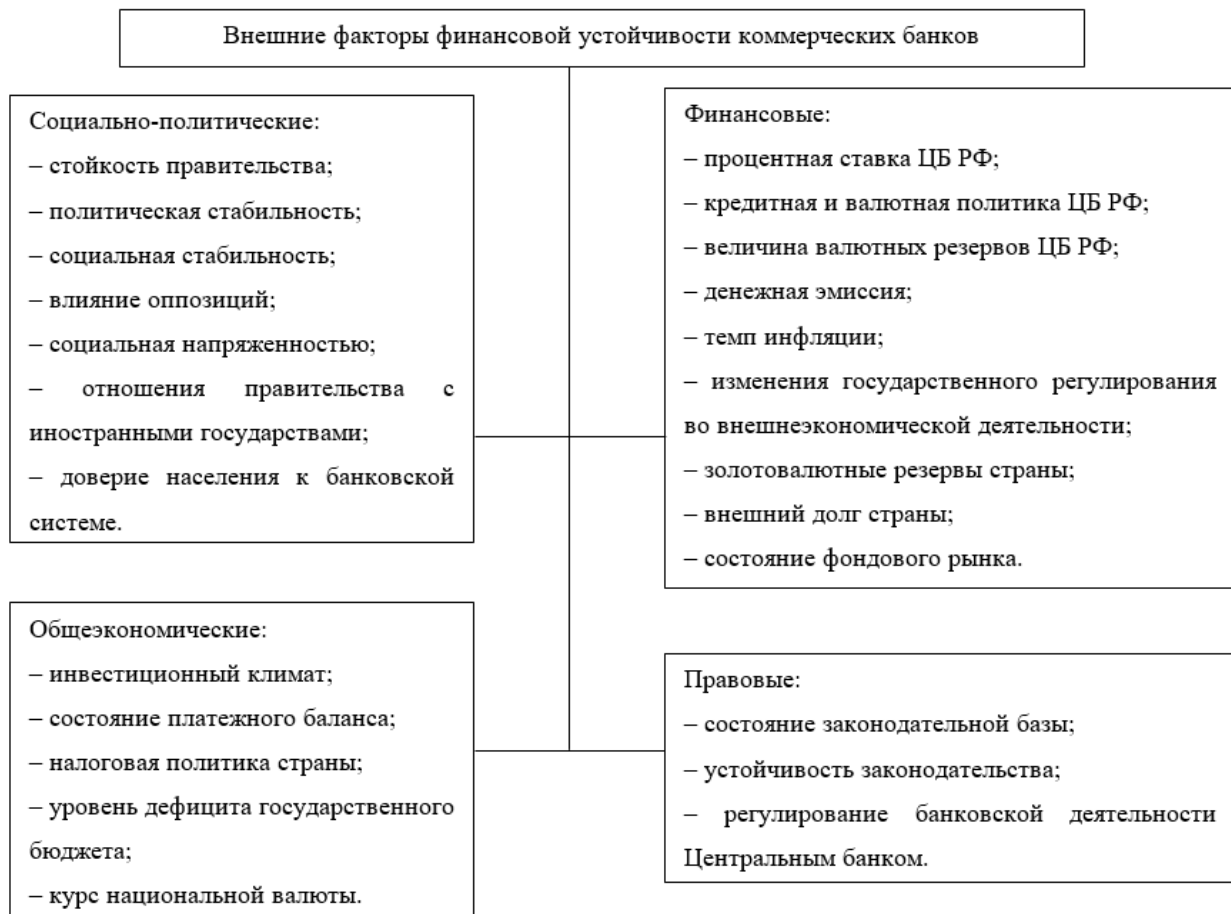 Внешние факторы финансовой устойчивости коммерческих банков
Социально-политические:
– стойкость правительства;
– политическая стабильность;
– социальная стабильность;
– влияние оппозиций;
– социальная напряженностью;
– отношения правительства с
иностранными государствами;
– доверие населения к банковской
системе.
Финансовые:
– процентная ставка ЦБ РФ;
– кредитная и валютная политика ЦБ РФ;
– величина валютных резервов ЦБ РФ;
– денежная эмиссия;
– темп инфляции;
– изменения государственного регулирования
во внешнеэкономической деятельности;
– золотовалютные резервы страны;
– внешний долг страны;
– состояние фондового рынка.
Общеэкономические:
– инвестиционный климат;
– состояние платежного баланса;
– налоговая политика страны;
– уровень дефицита государственного
бюджета;
– курс национальной валюты.
Правовые:
– состояние законодательной базы;
– устойчивость законодательства;
– регулирование банковской деятельности
Центральным банком.